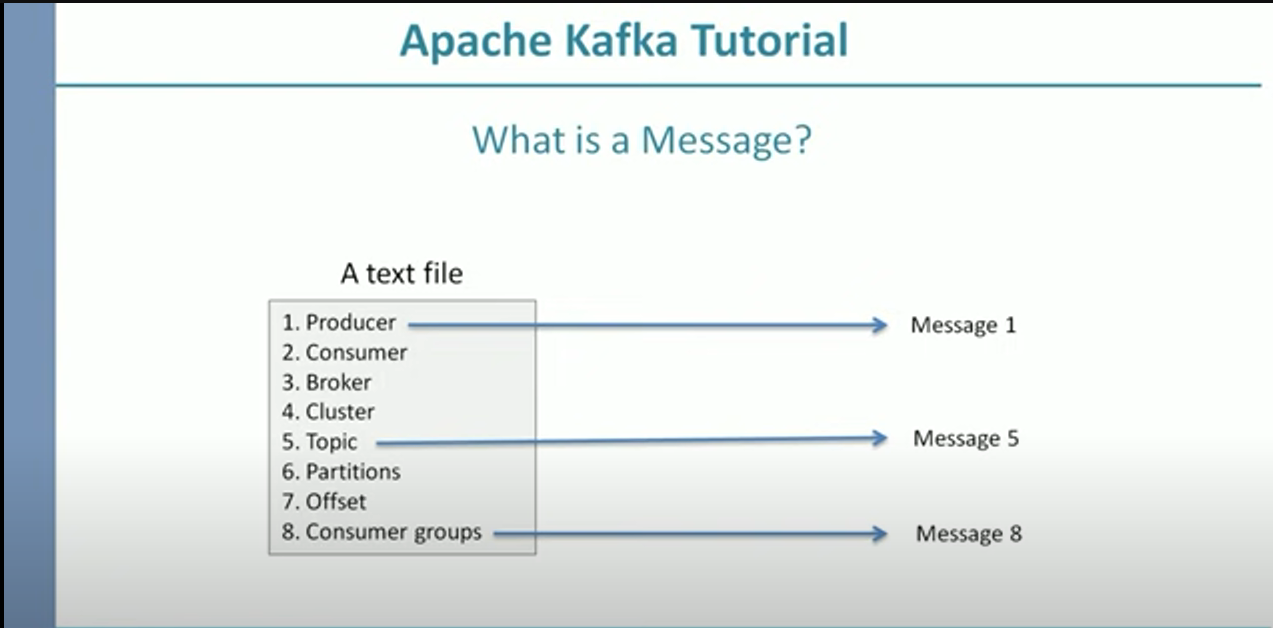 Apache Kafka Tutorial
What is a Message?
A text file
1. Producer
Message 1
2. Consumer
3. Broker
4. Cluster
5. Topic
Message 5
6. Partitions
7. Offset
8. Consumer groups
Message 8